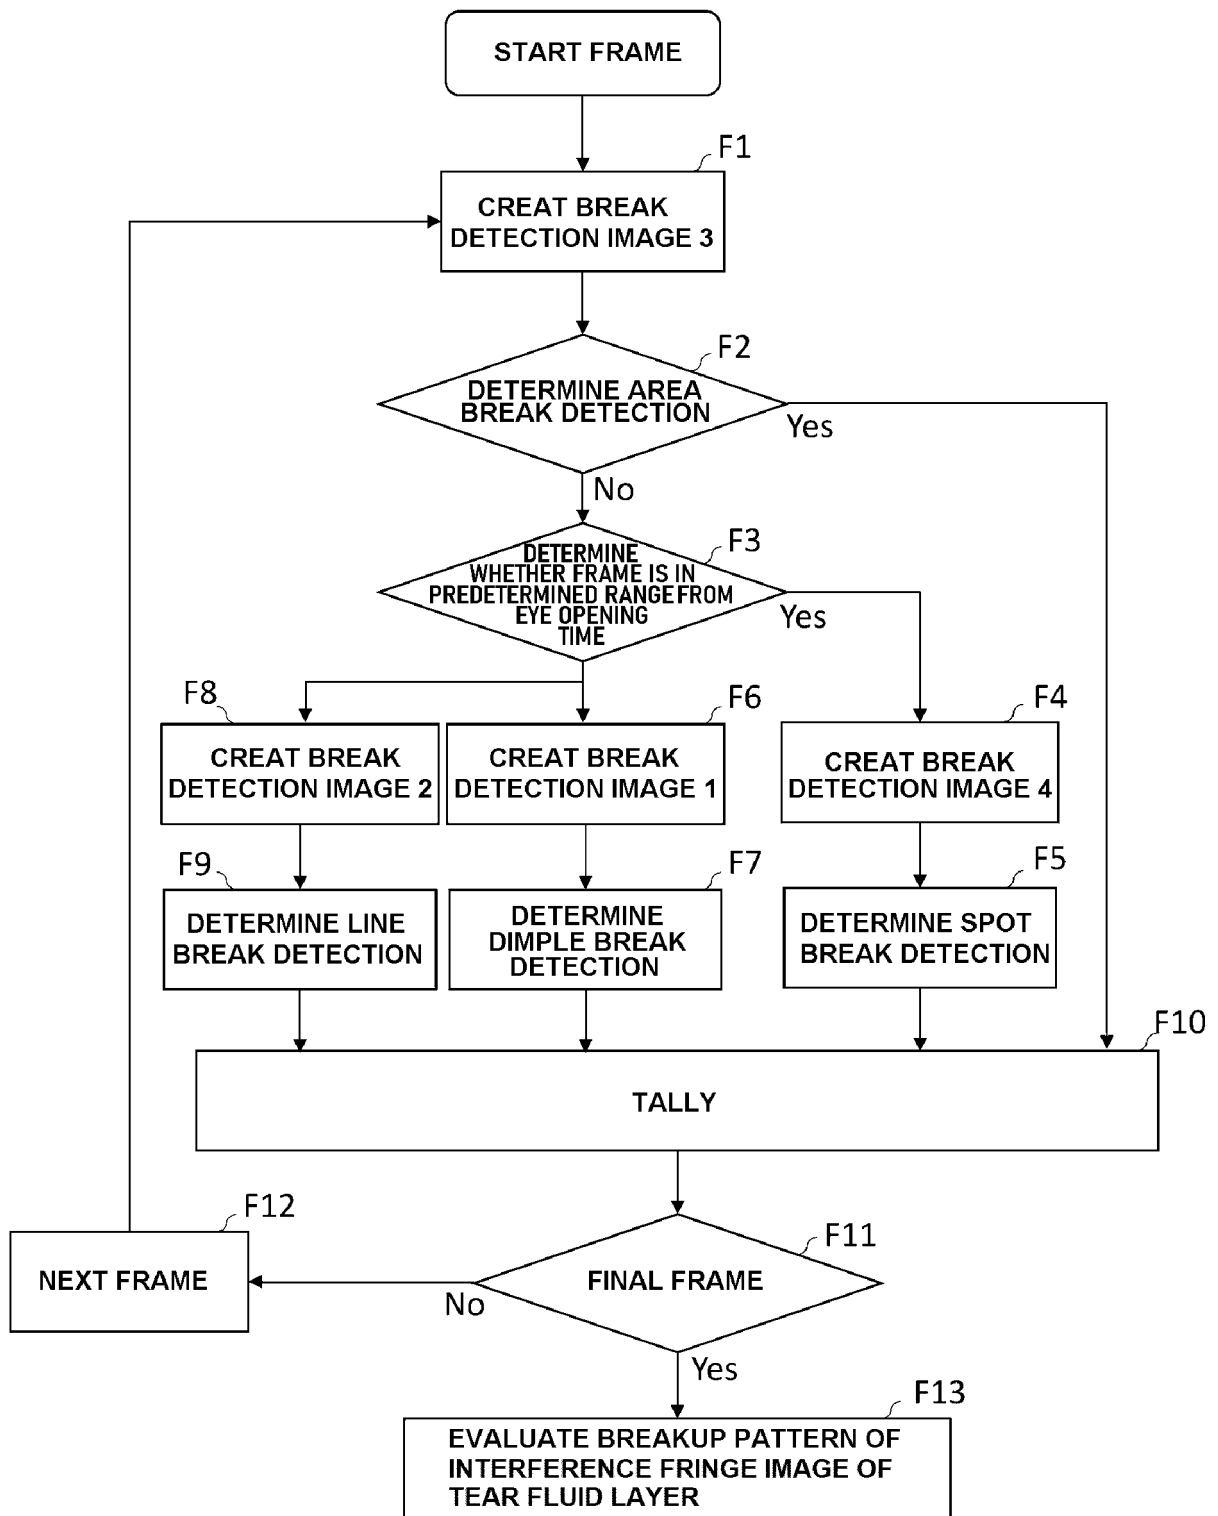 START FRAME
F1
CREAT BREAK
DETECTION IMAGE 3
F2
DETERMINE AREA
BREAK DETECTION
Yes
No
F3
DETERMINE
WHETHER FRAME IS IN
PREDETERMINED RANGE FROM
EYE OPENING
TIME
Yes
F8
CREAT BREAK
DETECTION IMAGE 2
F6
CREAT BREAK
DETECTION IMAGE 1
F4
CREAT BREAK
DETECTION IMAGE 4
F9
DETERMINE LINE
BREAK DETECTION
F7
DETERMINE
DIMPLE BREAK
DETECTION
F5
DETERMINE SPOT
BREAK DETECTION
F10
TALLY
F12
NEXT FRAME
F11
FINAL FRAME
No
Yes
F13
EVALUATE BREAKUP PATTERN OF
INTERFERENCE FRINGE IMAGE OF
TEAR FLUID LAYER